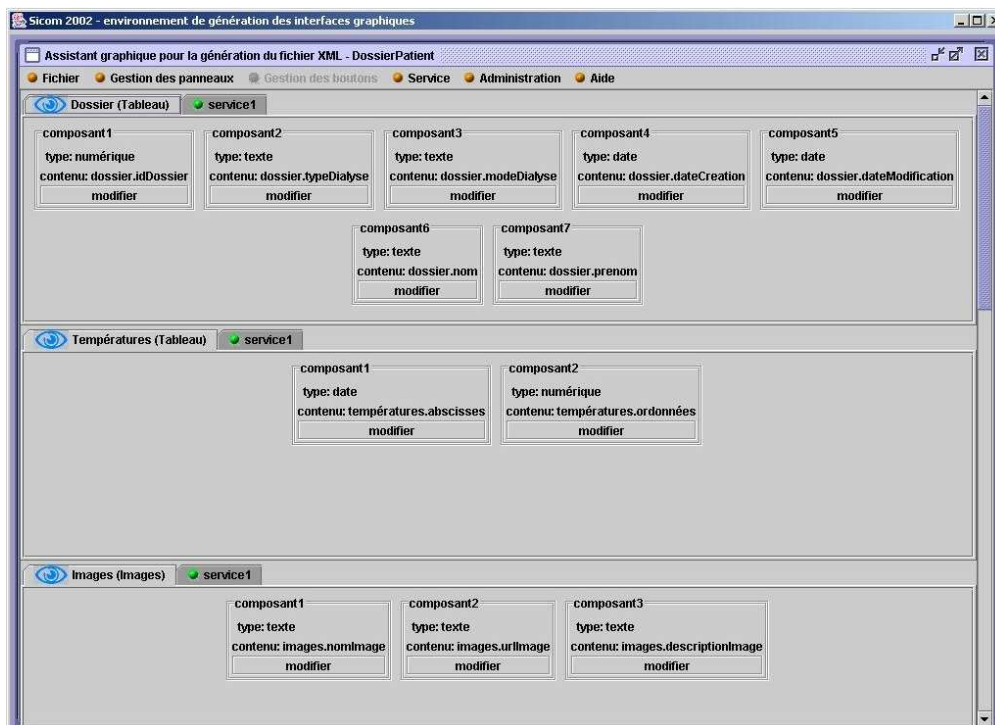 Sicom 2002 - environnement de génération des interfaces graphiques
Assistant graphique pour la génération du fichier XML - DossierPatient
Fichier Gestion des panneaux Gestion des boutons Service Administration Aide
Dossier (Tableau) service1
composant1 composant2 composant3 composant4 composant5
type: numérique type: texte type: texte type: date type: date
contenu: dossier.idDossier contenu: dossier.typeDialyse contenu: dossier.modeDialyse contenu: dossier.dateCreation contenu: dossier.dateModification
modifier modifier modifier modifier modifier
composant6 composant7
type: texte type: texte
contenu: dossier.nom contenu: dossier.prenom
modifier modifier
Températures (Tableau) service1
composant1 composant2
type: date type: numérique
contenu: températures.abscisses contenu: températures.ordonnées
modifier modifier
Images (Images) service1
composant1 composant2 composant3
type: texte type: texte type: texte
contenu: images.nomImage contenu: images.urlImage contenu: images.descriptionImage
modifier modifier modifier